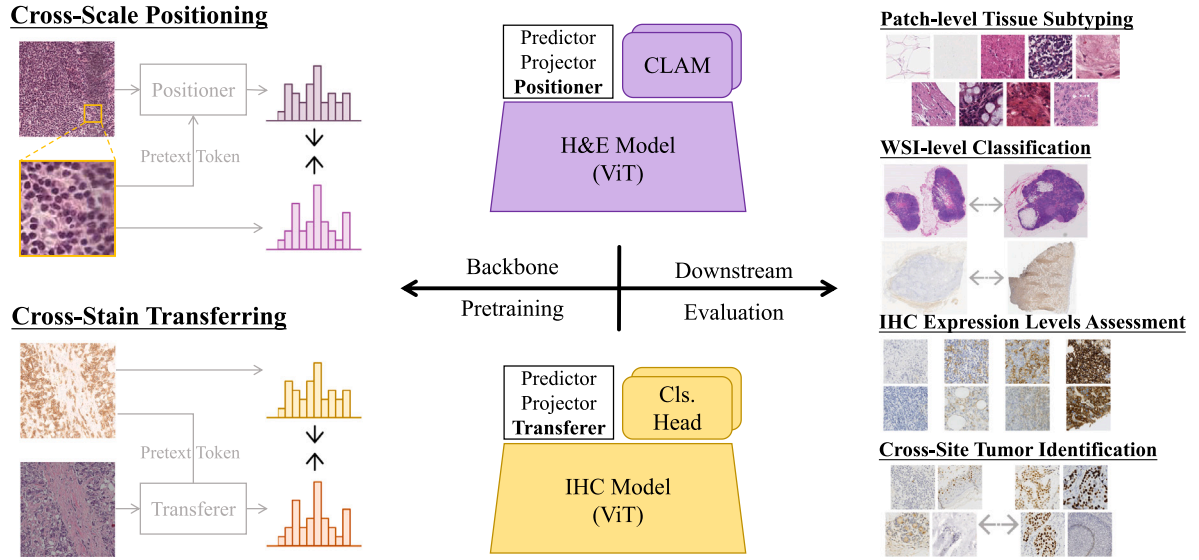 Cross-Scale Positioning
Positioner
Pretext Token
Cross-Stain Transferring
Pretext Token
Transferer
Predictor
Projector
Positioner
CLAM
H&E Model
(ViT)
Backbone
Pretraining
Downstream
Evaluation
Predictor
Projector
Transferer
Cls.
Head
IHC Model
(ViT)
Patch-level Tissue Subtyping
WSI-level Classification
IHC Expression Levels Assessment
Cross-Site Tumor Identification